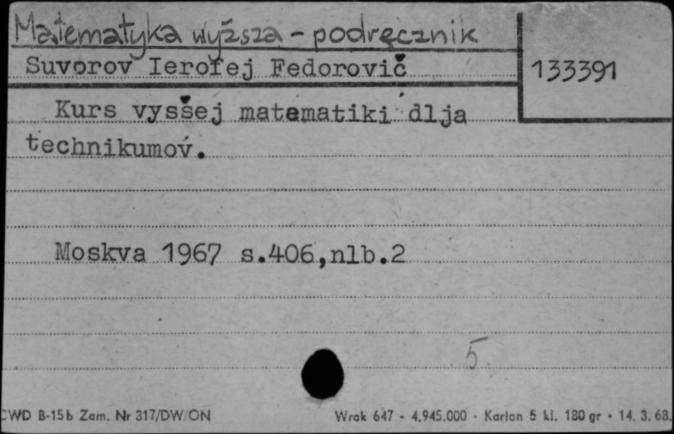 Matematyka wyższa - podręcznik
Suvorov Ierofej Fedorovič
133391
Kurs vysšej matematiki dlja
technikumov.
Moskva 1967 s.406,nlb.2
5
CWD B-15b Zam. Nr 317/DW/ON
Wrak 647 - 4.945.000 - Karton 5 kl. 180 gr - 14. 3. 68.